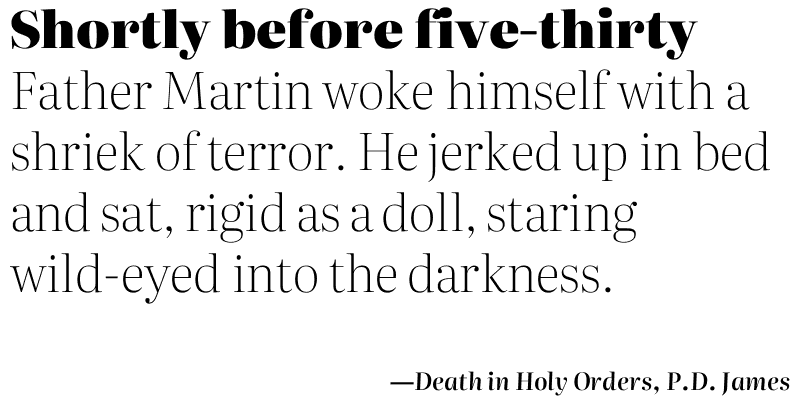 Shortly before five-thirty
Father Martin woke himself with a
shriek of terror. He jerked up in bed
and sat, rigid as a doll, staring
wild-eyed into the darkness.
—Death in Holy Orders, P.D. James